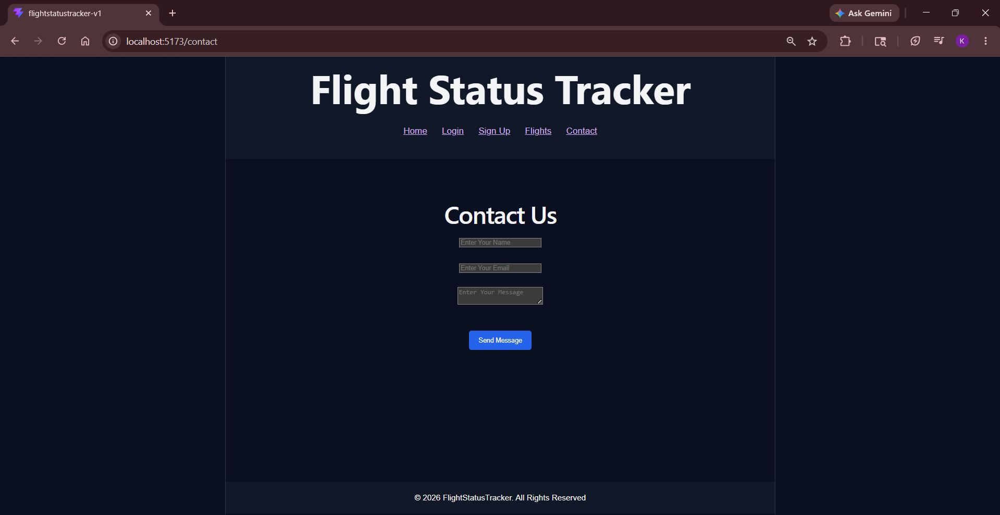 flightstatustracker-v1
Ask Gemini
localhost:5173/contact
K
Flight Status Tracker
Home Login Sign Up Flights Contact
Contact Us
Enter Your Name
Enter Your Email
Enter Your Message
Send Message
© 2026 FlightStatusTracker. All Rights Reserved